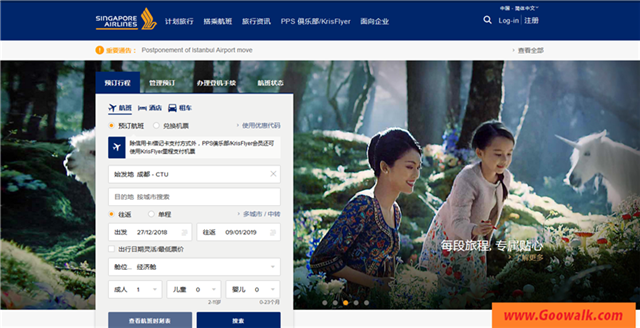 中国 - 简体中文
SINGAPORE
AIRLINES
计划旅行 搭乘航班 旅行资讯 PPS 俱乐部/KrisFlyer 面向企业
Log-in 注册
重要通告: Postponement of Istanbul Airport move
查看全部
预订行程 管理预订 办理登机手续 航班状态
航班 酒店 租车
预订航班 兑换机票 使用优惠代码
除信用卡/借记卡支付方式外，PPS俱乐部/KrisFlyer会员还可
使用KrisFlyer里程支付机票
始发地 成都 - CTU
目的地 按城市搜索
往返 单程 多城市 / 中转
出发 27/12/2018 往返 09/01/2019
出行日期灵活/最低票价
舱位... 经济舱
成人 1 儿童 0 婴儿 0
2-11岁 0-23个月
查看航班时刻表 搜索
每段旅程, 专属贴心
了解更多
www.Goowalk.com